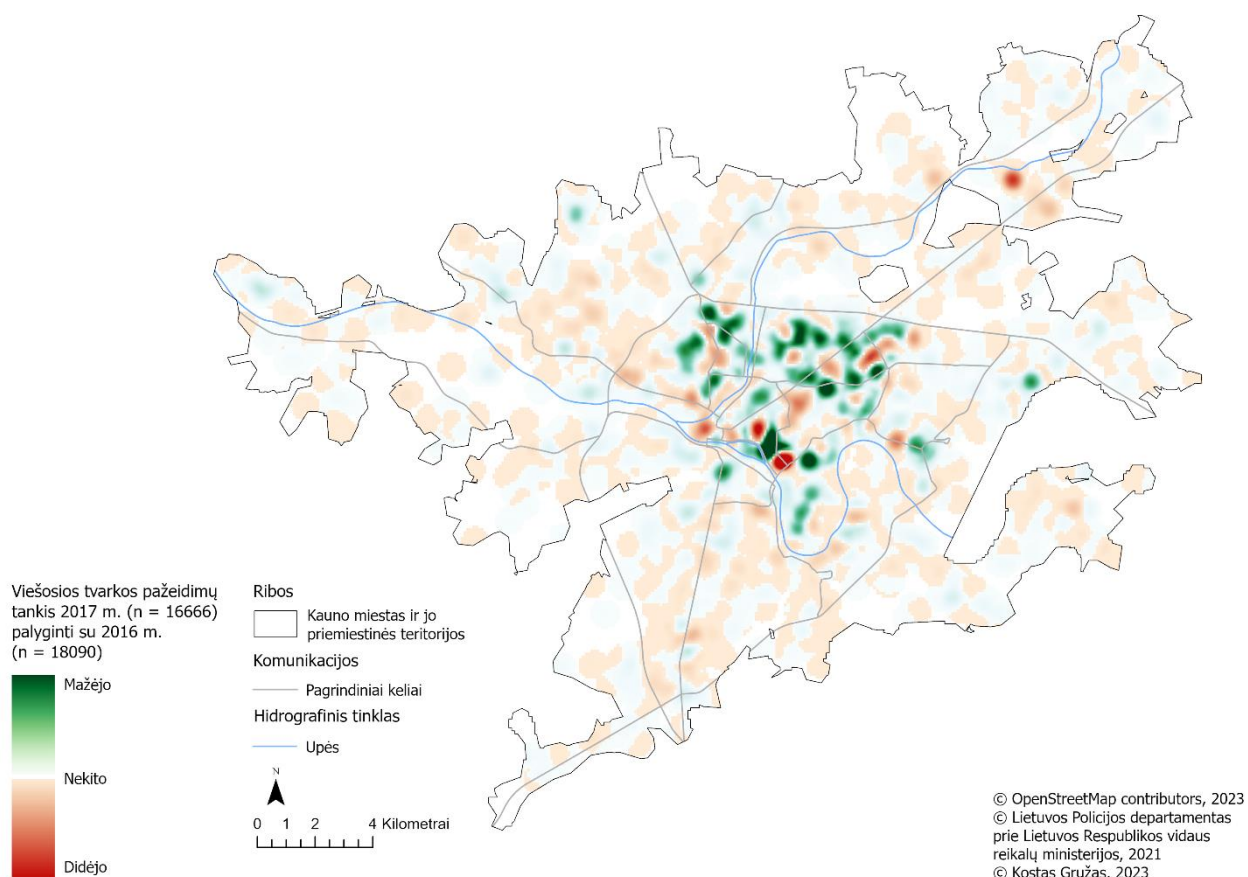 Viešosios tvarkos pažeidimų
tankis 2017 m. (n = 16666)
palyginti su 2016 m.
(n = 18090)
Mažėjo
Nekito
Didėjo
Ribos
Kauno miestas ir jo
priemiestinės teritorijos
Komunikacijos
Pagrindiniai keliai
Hidrografinis tinklas
Upės
N
0 1 2 4 Kilometrai
© OpenStreetMap contributors, 2023
© Lietuvos Policijos departamentas
prie Lietuvos Respublikos vidaus
reikalų ministerijos, 2021
© Kostas Gružas, 2023